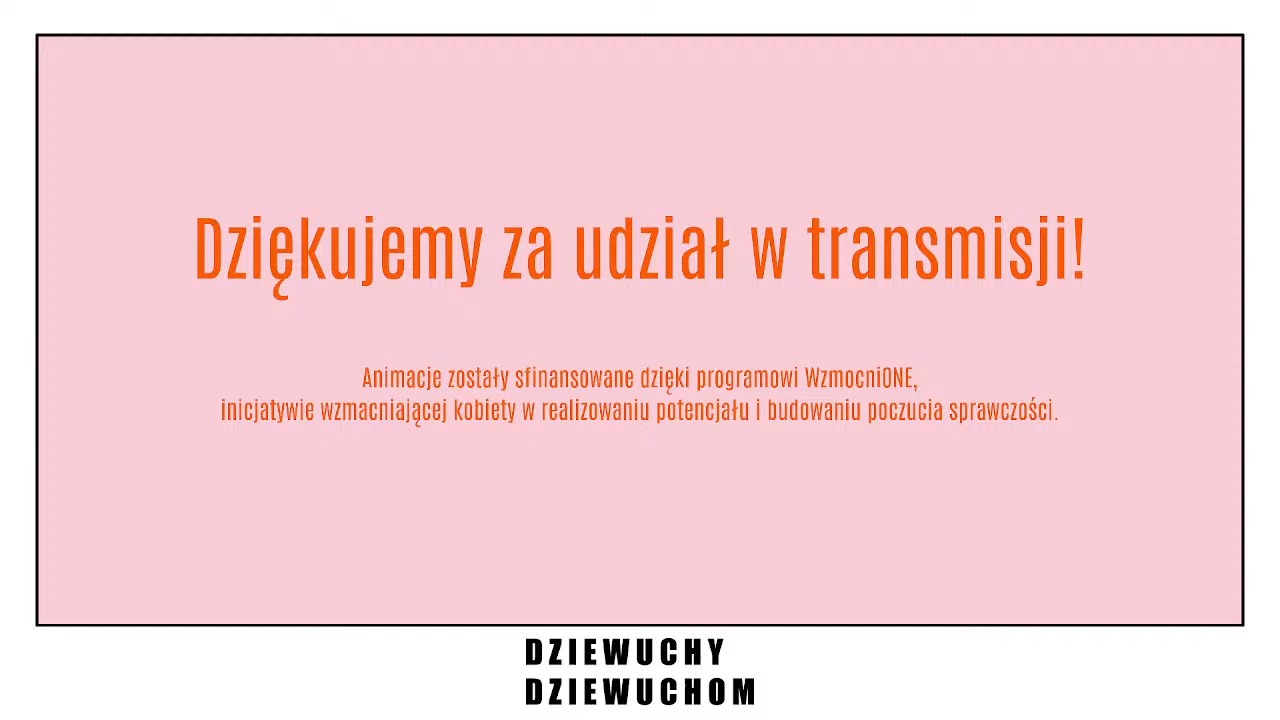 Dziękujemy za udział w transmisji!
Animacje zostały sfinansowane dzięki programowi WzmocniONE,
inicjatywie wzmacniającej kobiety w realizowaniu potencjału i budowaniu poczucia sprawczości.
DZIEWUCHY
DZIEWUCHOM